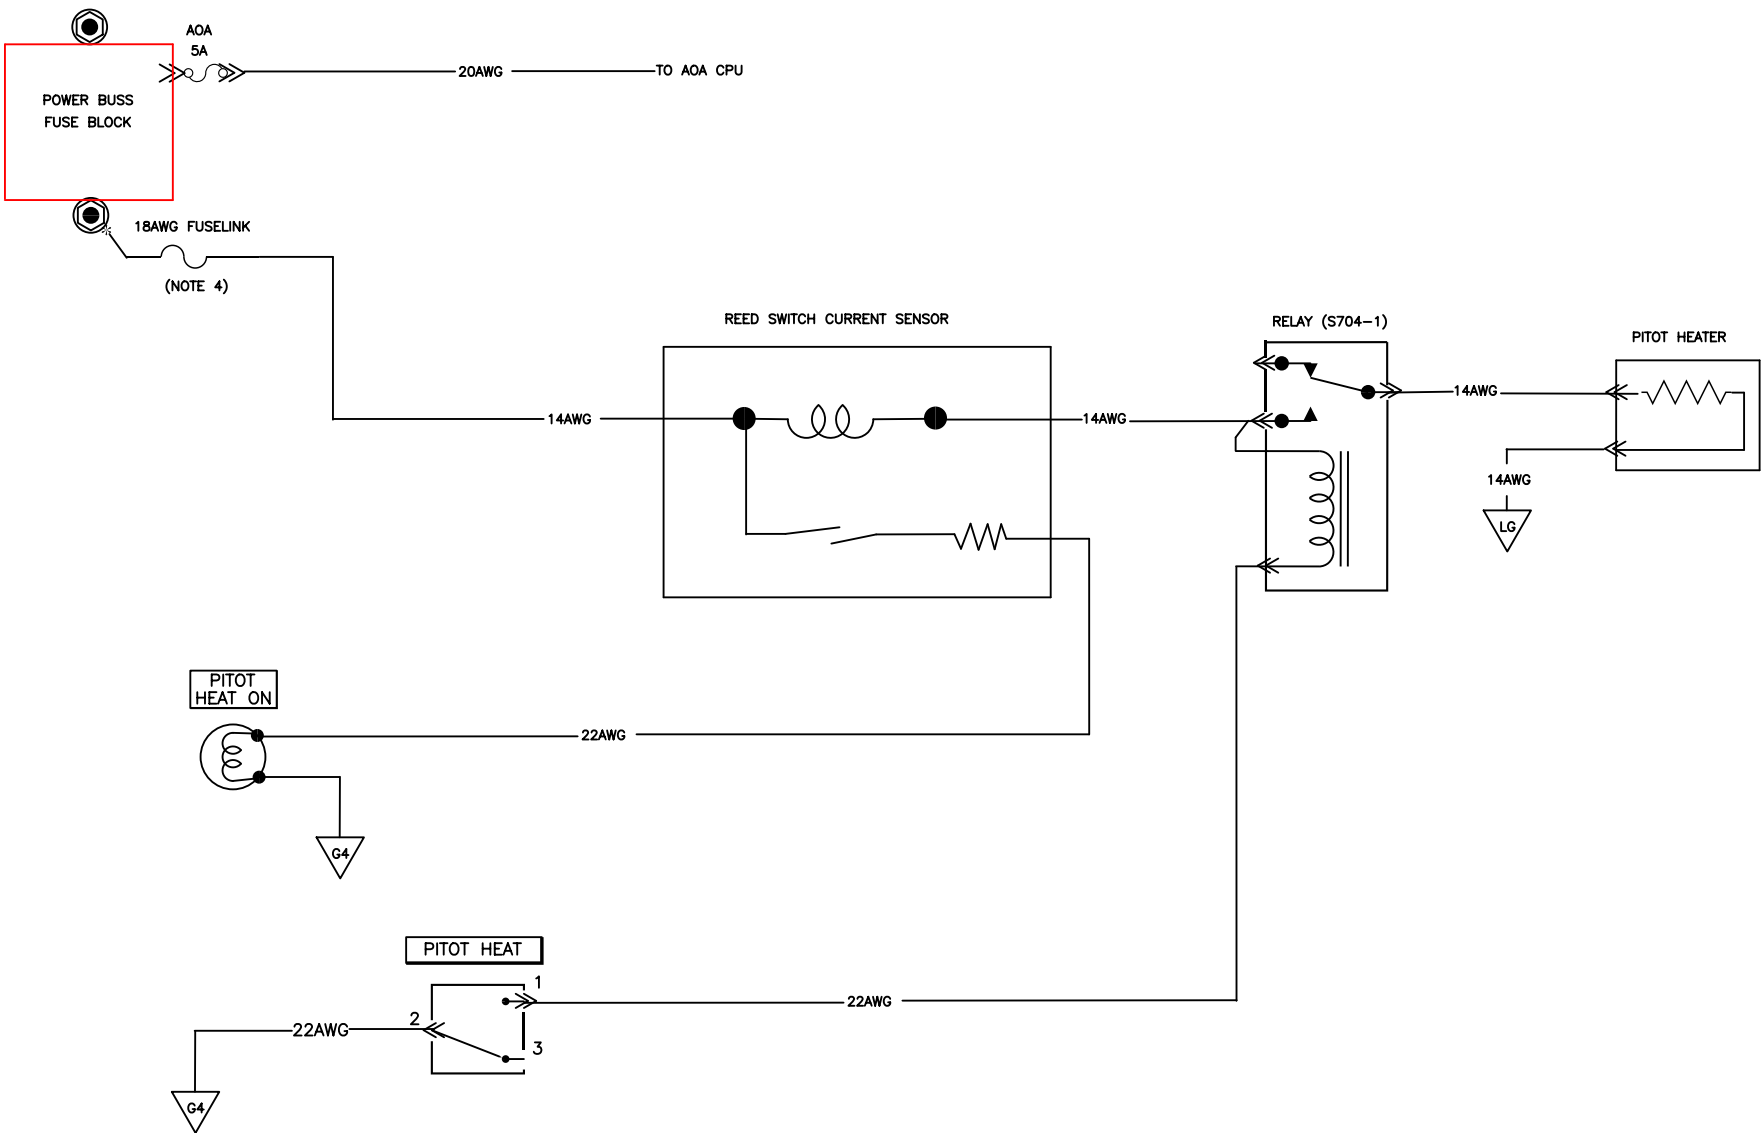 AOA
5A
20AWG
TO AOA CPU
POWER BUSS
FUSE BLOCK
18AWG FUSELINK
(NOTE 4)
REED SWITCH CURRENT SENSOR
RELAY (S704-1)
PITOT HEATER
14AWG
14AWG
14AWG
14AWG
LG
PITOT
HEAT ON
22AWG
G4
PITOT HEAT
1
22AWG
2
22AWG
3
G4